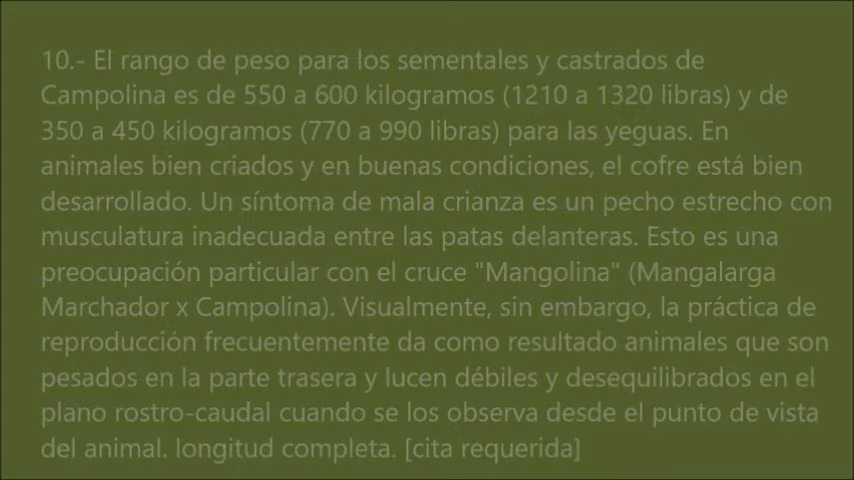 10.- El rango de peso para los sementales y castrados de
Campolina es de 550 a 600 kilogramos (1210 a 1320 libras) y de
350 a 450 kilogramos (770 a 990 libras) para las yeguas. En
animales bien criados y en buenas condiciones, el cofre está bien
desarrollado. Un síntoma de mala crianza es un pecho estrecho con
musculatura inadecuada entre las patas delanteras. Esto es una
preocupación particular con el cruce "Mangolina" (Mangalarga
Marchador x Campolina). Visualmente, sin embargo, la práctica de
reproducción frecuentemente da como resultado animales que son
pesados en la parte trasera y lucen débiles y desequilibrados en el
plano rostro-caudal cuando se los observa desde el punto de vista
del animal. longitud completa. [cita requerida]